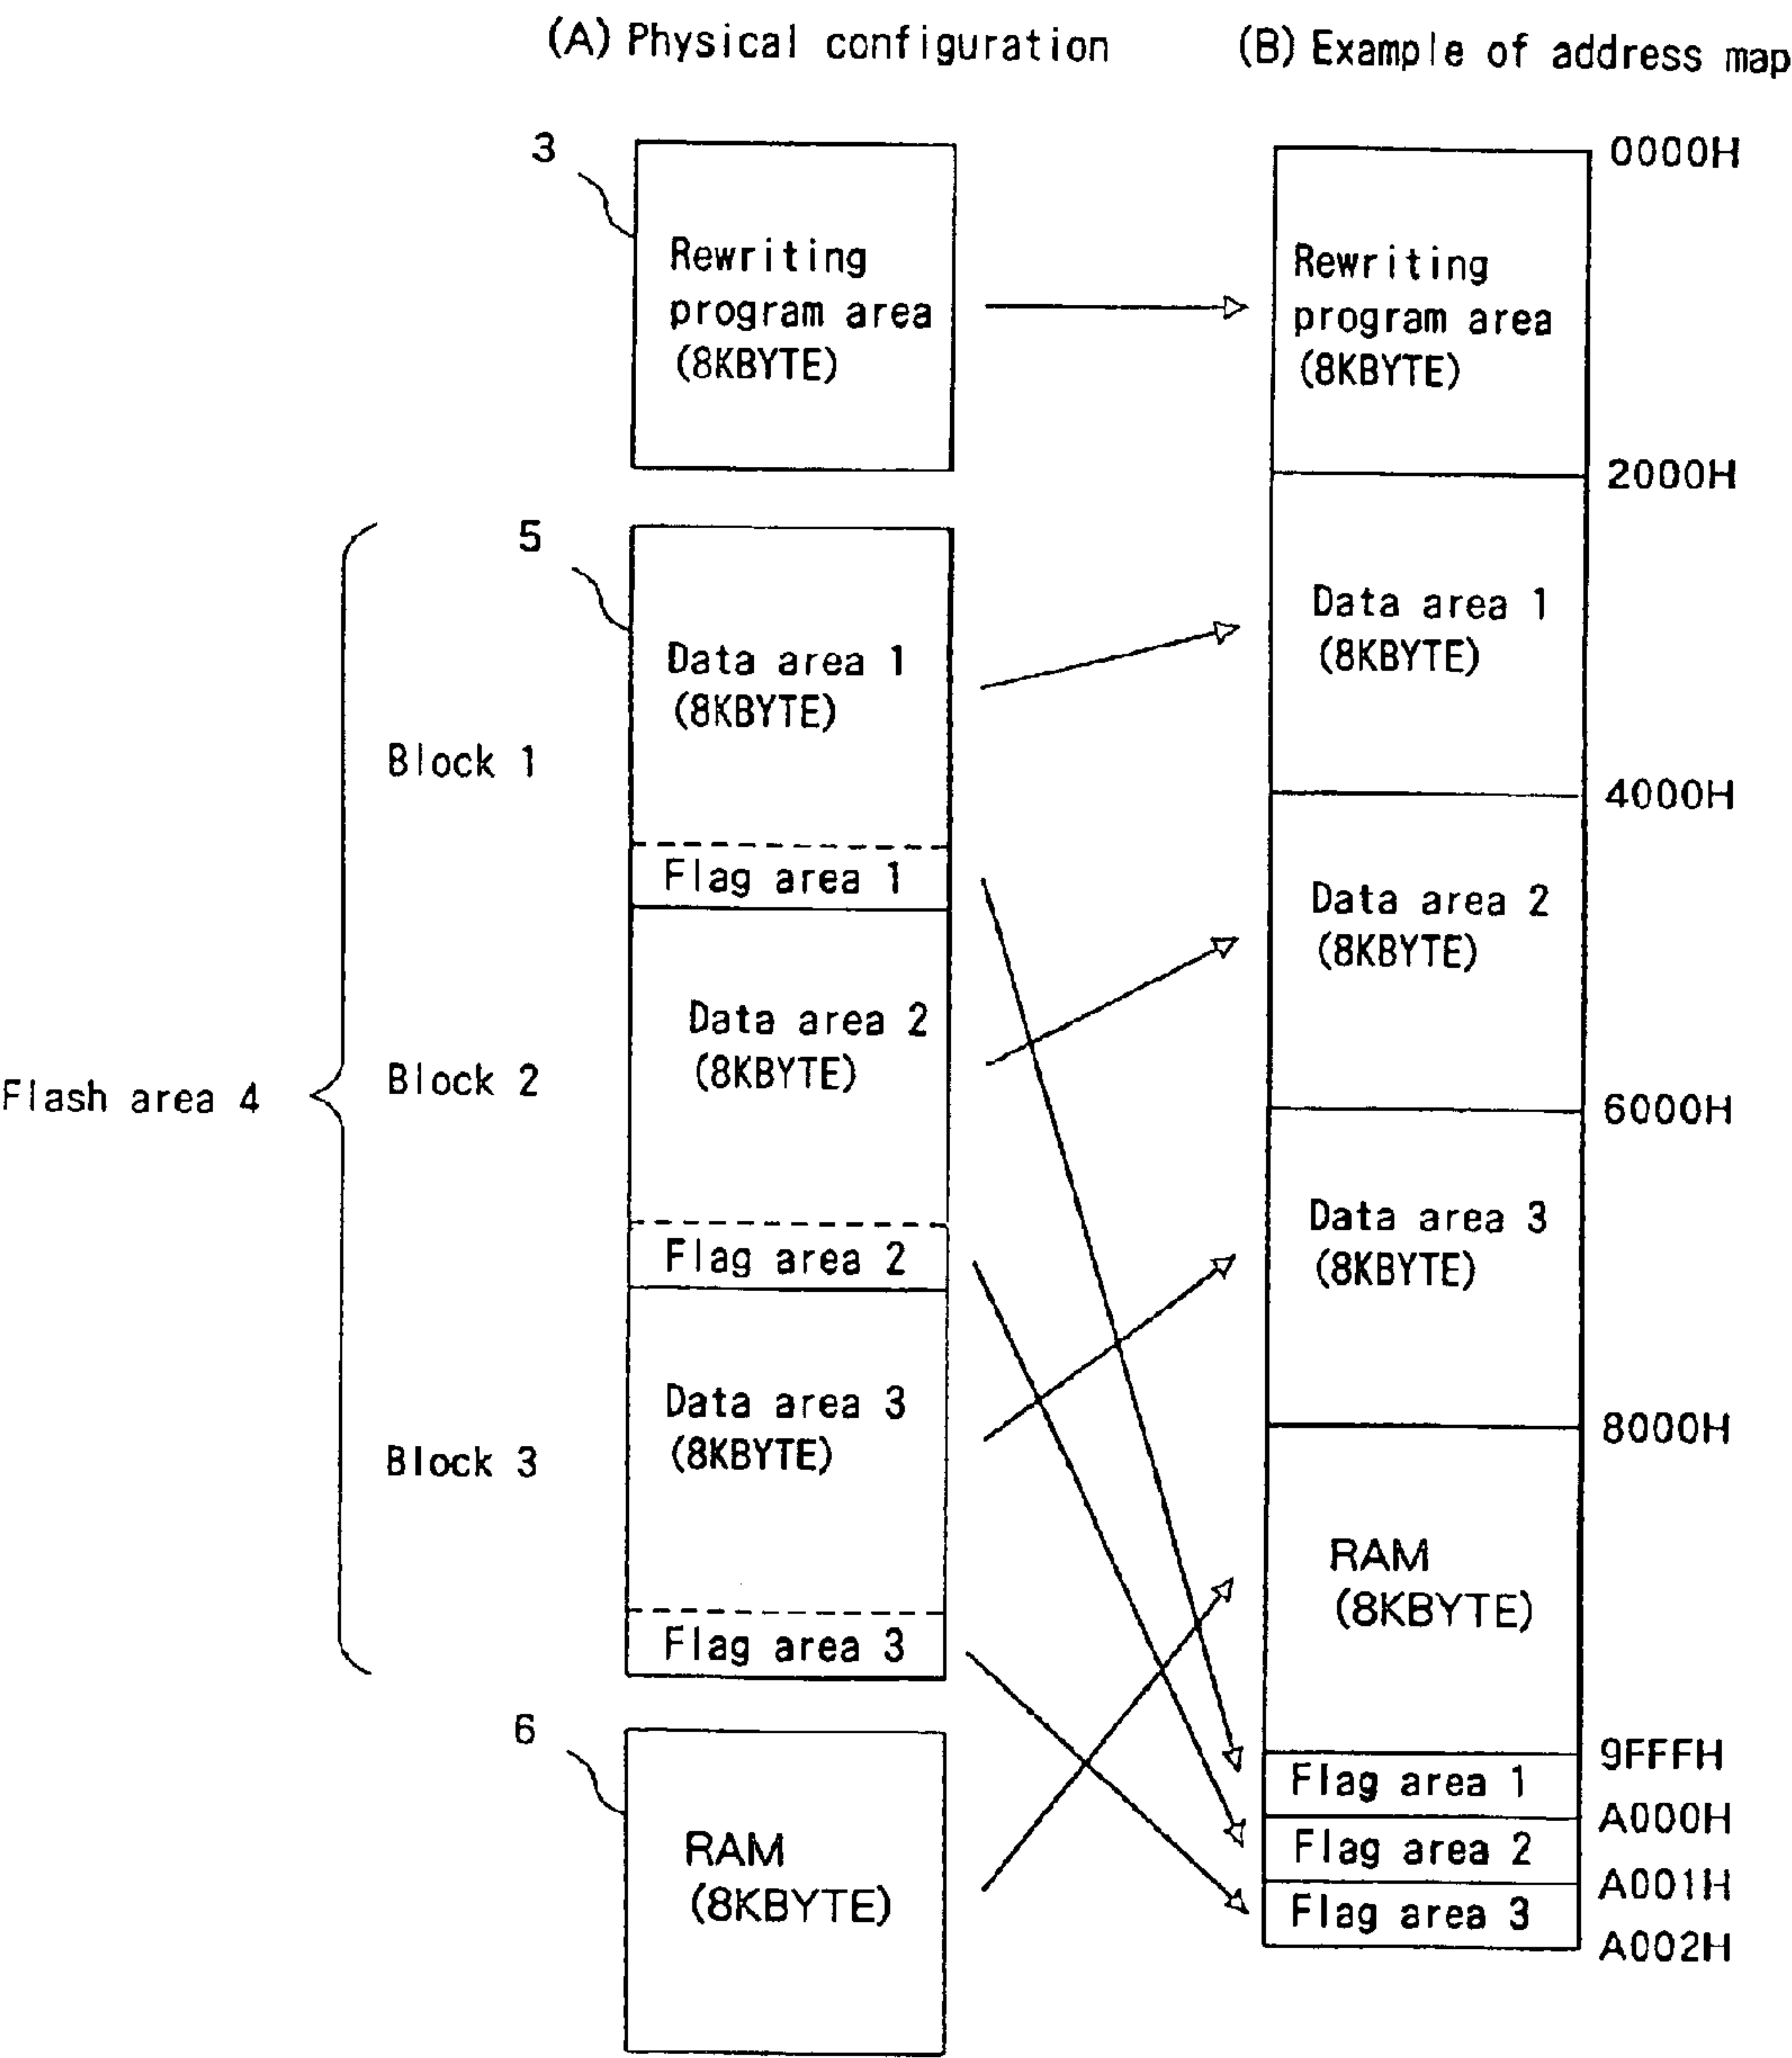 (A) Physical configuration
(B) Example of address map
3
Rewriting
program area
(8KBYTE)
5
Data area 1
(8KBYTE)
Block 1
Flag area 1
Data area 2
(8KBYTE)
Block 2
Flash area 4
Flag area 2
Data area 3
(8KBYTE)
Block 3
Flag area 3
6
RAM
(8KBYTE)
0000H
Rewriting
program area
(8KBYTE)
2000H
Data area 1
(8KBYTE)
4000H
Data area 2
(8KBYTE)
6000H
Data area 3
(8KBYTE)
8000H
RAM
(8KBYTE)
9FFFH
Flag area 1
A000H
Flag area 2
A001H
Flag area 3
A002H